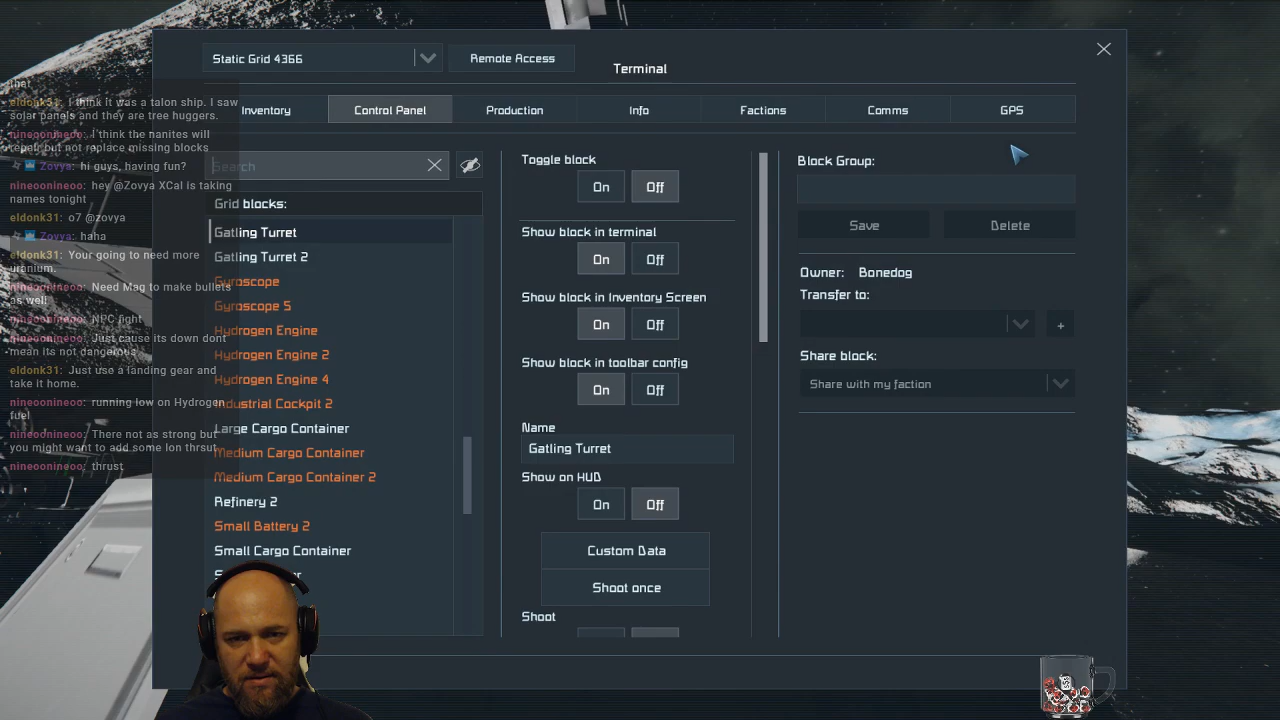 Static Grid 4366
Remote Access
Terminal
Inventory
Control Panel
Production
Info
Factions
Comms
GPS
that
eldonk31: I think it was a talon ship. I saw
solar panels and they are tree huggers.
nineoonineoo: I think the nanites will
repair but not replace missing blocks
Zovya: hi guys, having fun?
nineoonineoo: hey @Zovya XCal is taking
names tonight
eldonk31: o7 @zovya
Zovya: haha
eldonk31: Your going to need more
uranium.
nineoonineoo: Need Mag to make bullets
as well
nineoonineoo: NPC fight
nineoonineoo: Just cause its down dont
mean its not dangerous
eldonk31: Just use a landing gear and
take it home.
nineoonineoo: running low on Hydrogen
fuel
nineoonineoo: There not as strong but
you might want to add some Ion thrsut
nineoonineoo: thrust
Search
Grid blocks:
Gatling Turret
Gatling Turret 2
Gyroscope
Gyroscope 5
Hydrogen Engine
Hydrogen Engine 2
Hydrogen Engine 4
Industrial Cockpit 2
Large Cargo Container
Medium Cargo Container
Medium Cargo Container 2
Refinery 2
Small Battery 2
Small Cargo Container
Toggle block
On
Off
Show block in terminal
On
Off
Show block in Inventory Screen
On
Off
Show block in toolbar config
On
Off
Name
Gatling Turret
Show on HUD
On
Off
Custom Data
Shoot once
Shoot
Block Group:
Save
Delete
Owner: Bonedog
Transfer to:
+
Share block:
Share with my faction